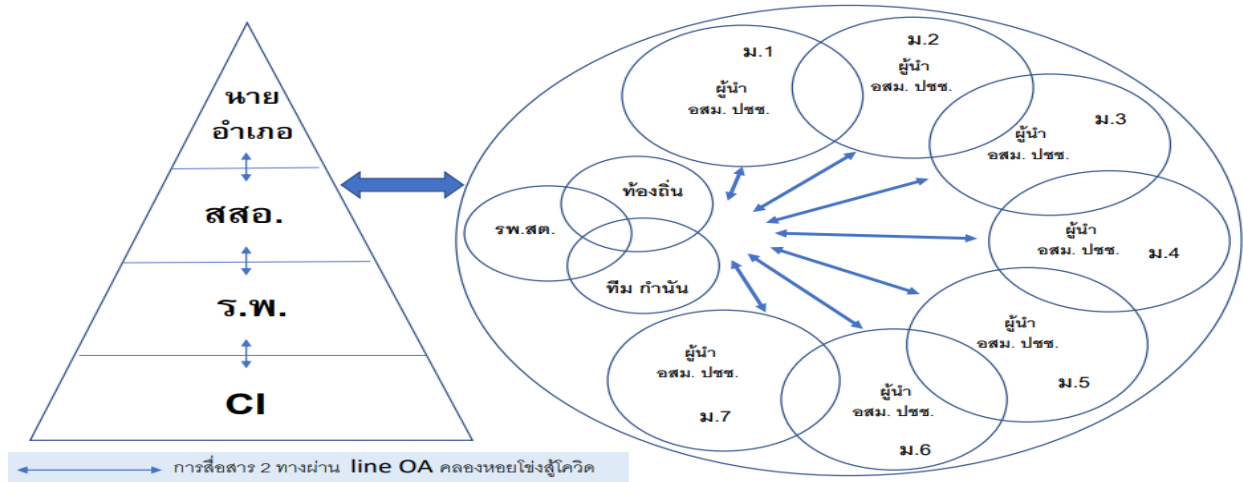 นาย
อำเภอ
สสอ.
ร.พ.
CI
ม.1
ผู้นำ
อสม. ปชช.
ม.2
ผู้นำ
อสม. ปชช.
ม.3
ผู้นำ
อสม. ปชช.
ผู้นำ
อสม. ปชช.
ม.4
ผู้นำ
อสม. ปชช.
ม.5
ผู้นำ
อสม. ปชช.
ม.6
ผู้นำ
อสม. ปชช.
ม.7
ท้องถิ่น
รพ.สต.
ทีม กำนัน
การสื่อสาร 2 ทางผ่าน line OA คลองหอยโข่งสู้โควิด